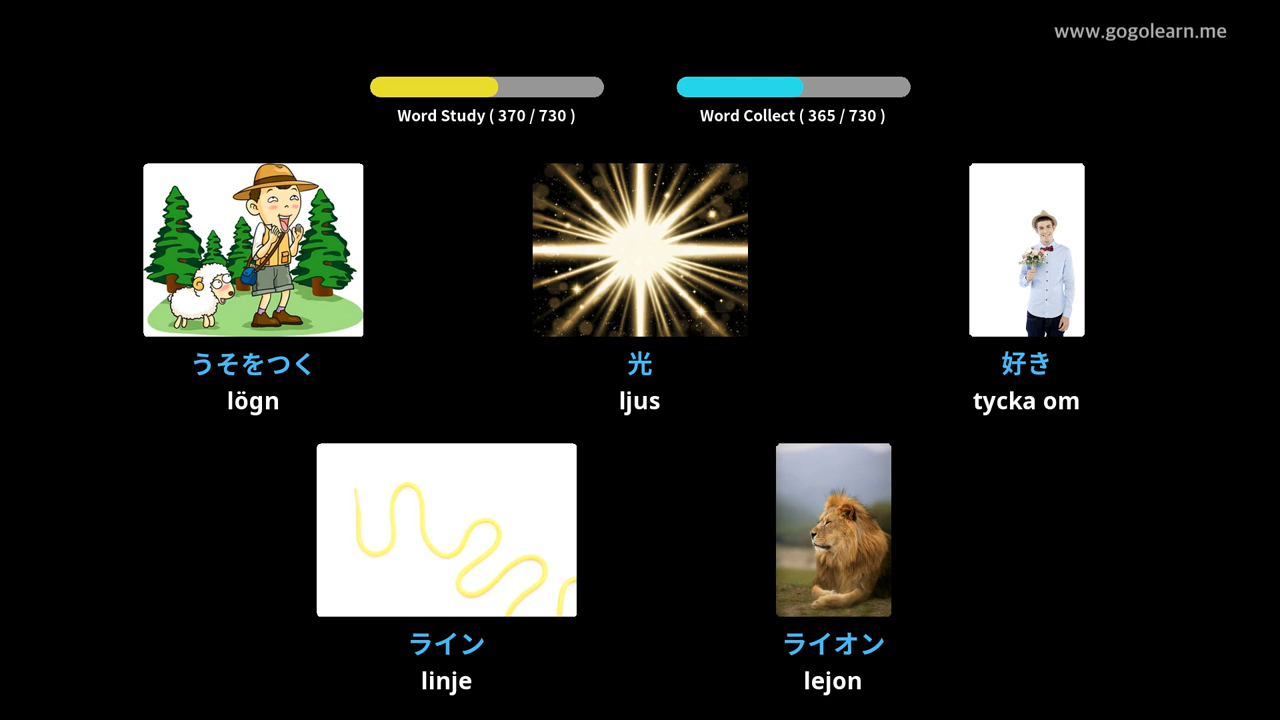 www.gogolearn.me
Word Study ( 370 / 730 )
Word Collect ( 365 / 730 )
うそをつく
lögn
光
ljus
好き
tycka om
ライン
linje
ライオン
lejon